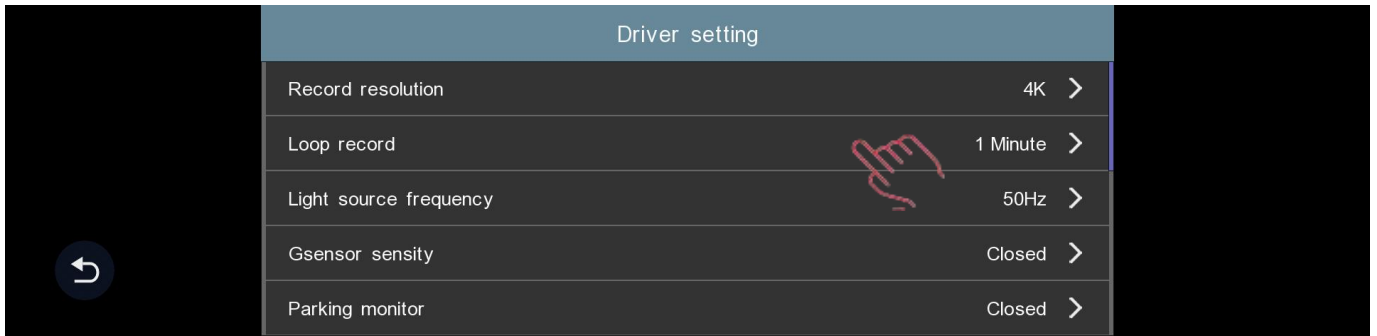 Driver setting
Record resolution 4K
Loop record 1 Minute
Light source frequency 50Hz
Gsensor sensity Closed
Parking monitor Closed